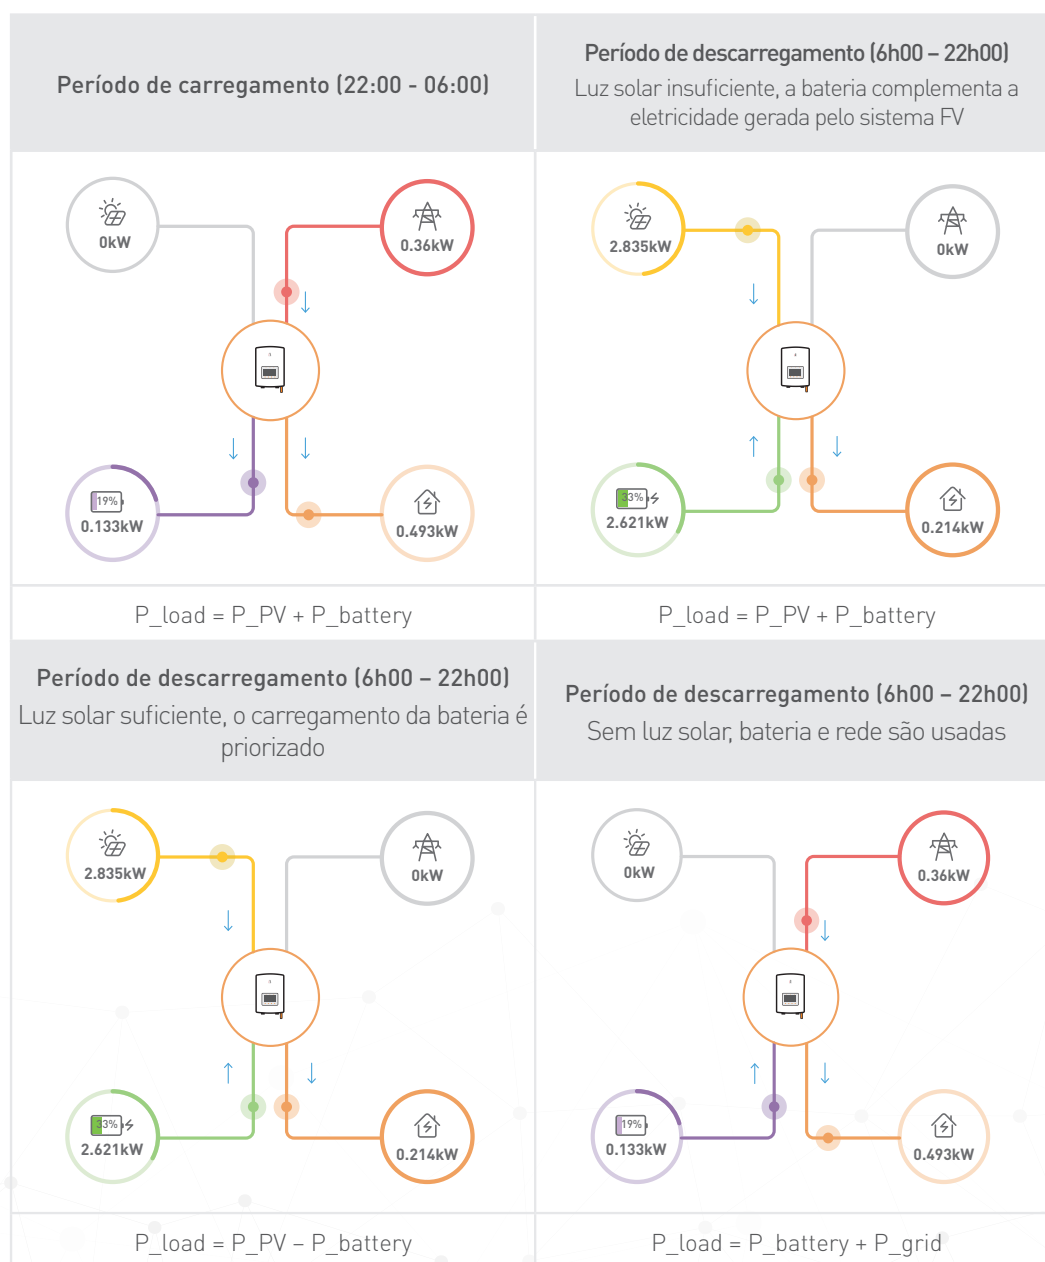 Período de carregamento (22:00 - 06:00)
Período de descarregamento (6h00 – 22h00)
Luz solar insuficiente, a bateria complementa a
eletricidade gerada pelo sistema FV
0kW
0.36kW
19%
0.133kW
0.493kW
2.835kW
0kW
33%
2.621kW
0.214kW
P_load = P_PV + P_battery
P_load = P_PV + P_battery
Período de descarregamento (6h00 – 22h00)
Luz solar suficiente, o carregamento da bateria é
priorizado
Período de descarregamento (6h00 – 22h00)
Sem luz solar, bateria e rede são usadas
2.835kW
0kW
33%
2.621kW
0.214kW
0kW
0.36kW
19%
0.133kW
0.493kW
P_load = P_PV – P_battery
P_load = P_battery + P_grid